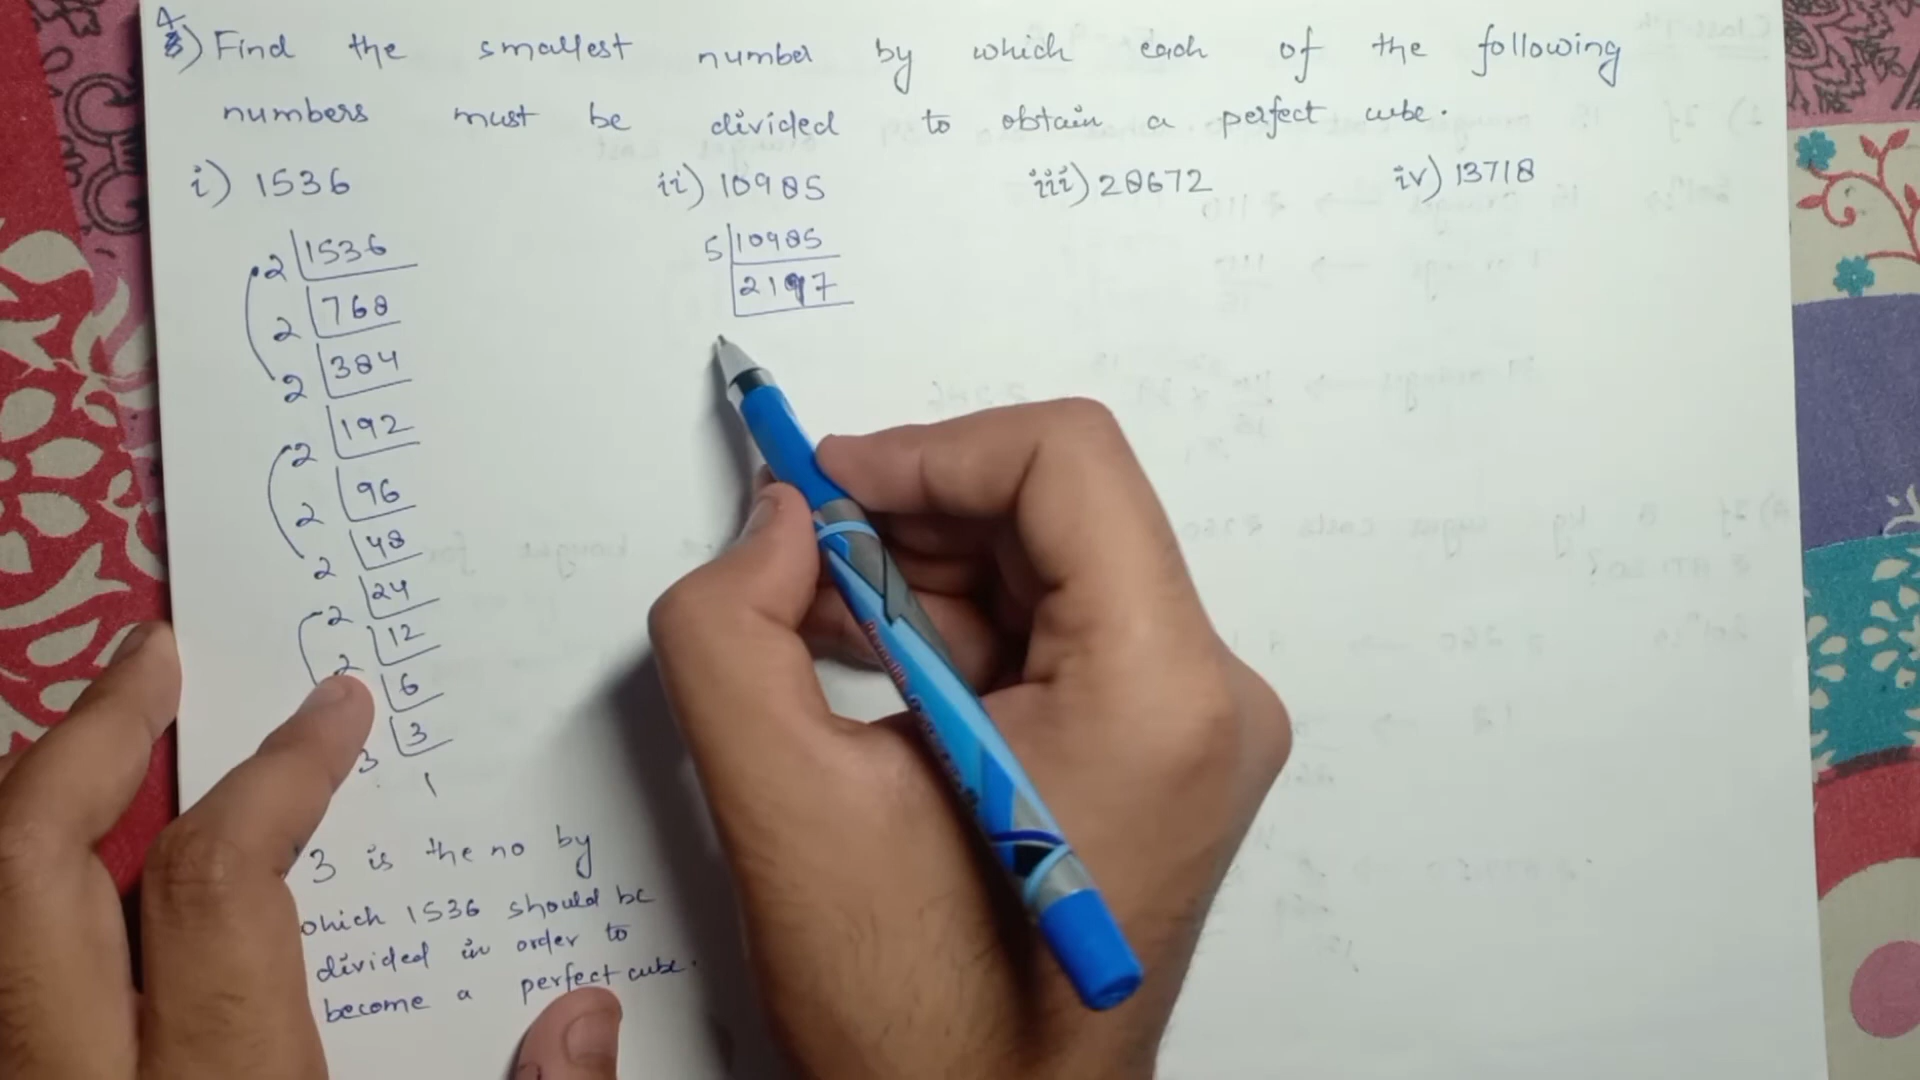 4) Find the smallest number by which each of the following
numbers must be divided to obtain a perfect cube.
i) 1536 ii) 10985 iii) 28672 iv) 13718
2 1536
2 768
2 384
2 192
2 96
2 48
2 24
2 12
6
3 3
1
5 10985
2197
3 is the no by
which 1536 should be
divided in order to
become a perfect cube.